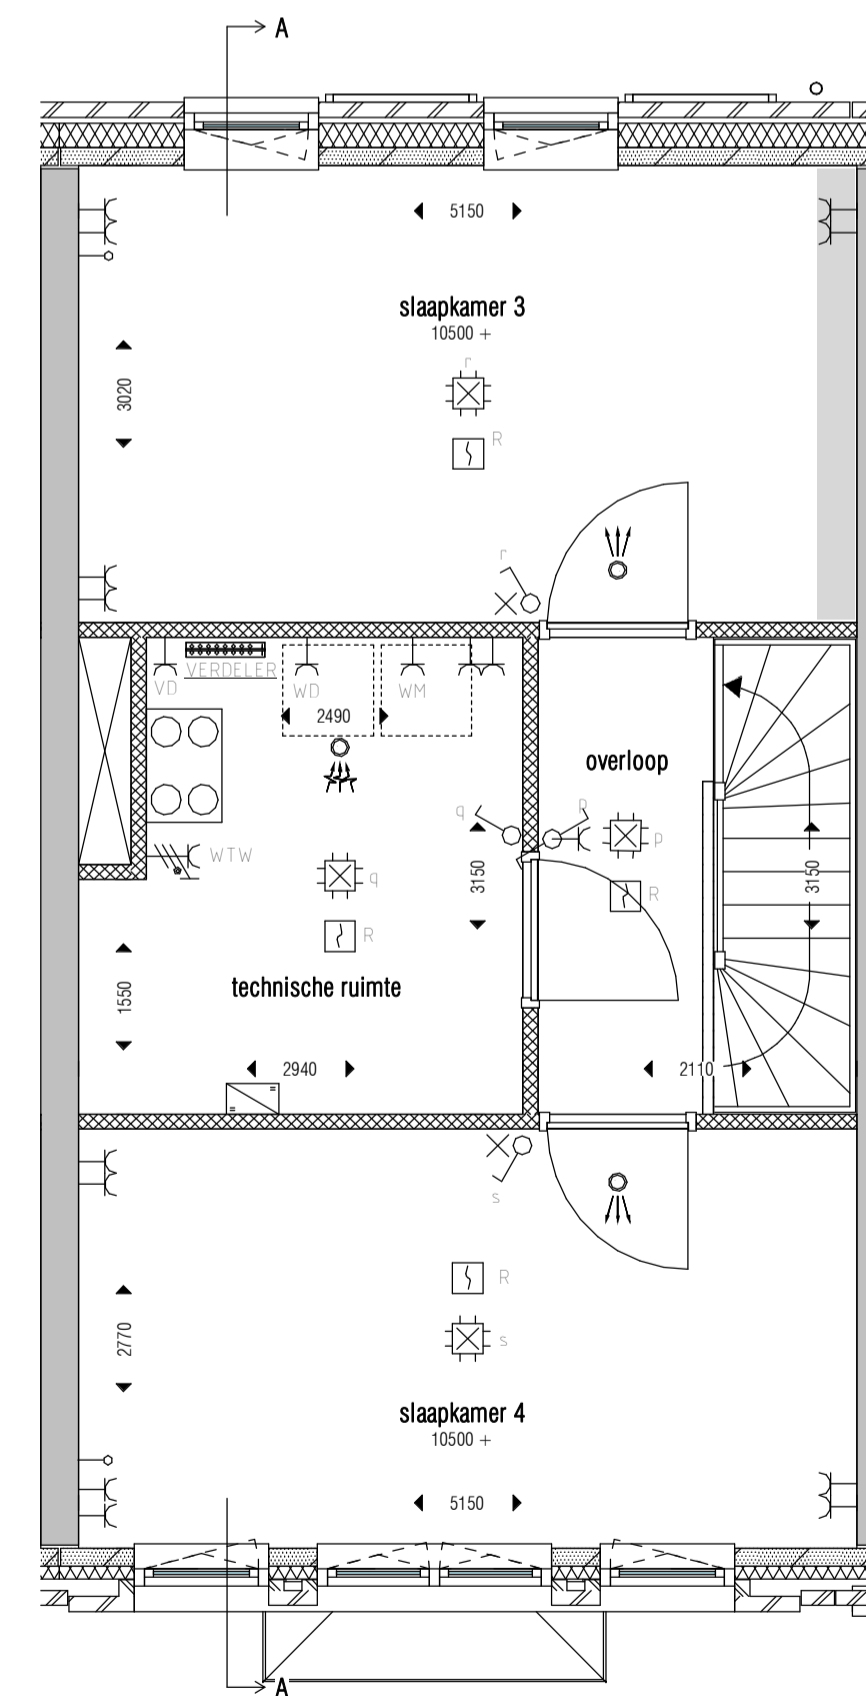 A
5150
slaapkamer 3
10500 +
r
3020
R
r
VERDELER
VD
WD
WM
2490
overloop
q
p
p
WTW
3150
3150
q
R
R
technische ruimte
1550
2940
2110
s
R
2770
s
slaapkamer 4
10500 +
5150
A